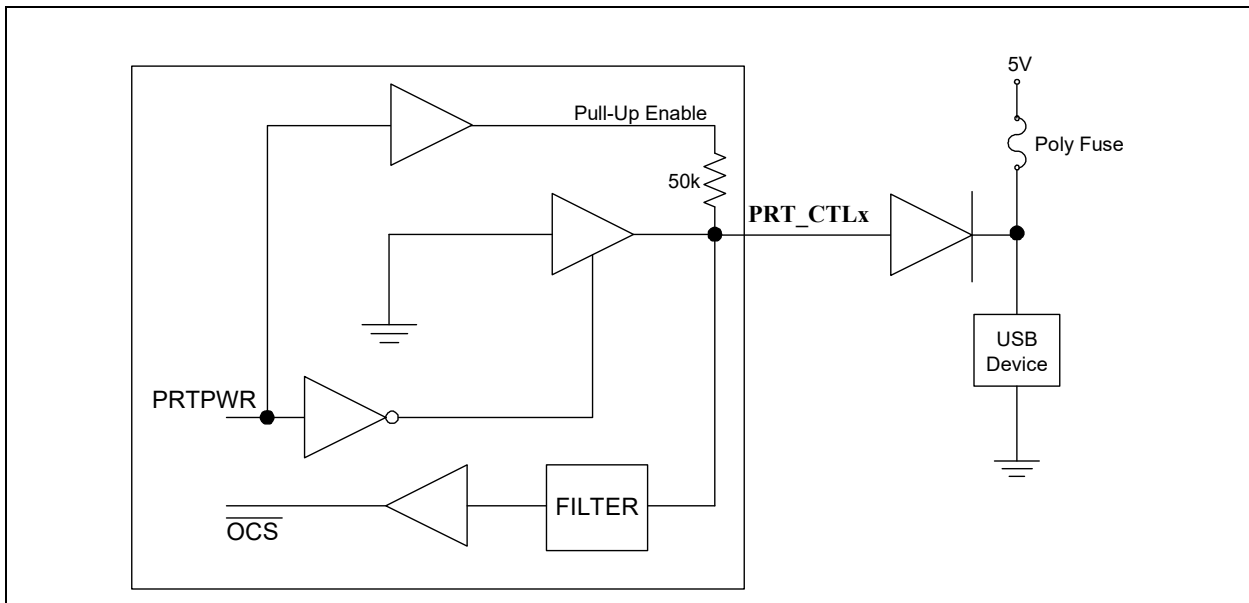 5V
Poly Fuse
Pull-Up Enable
50k
PRT_CTLx
USB
Device
PRTPWR
FILTER
OCS